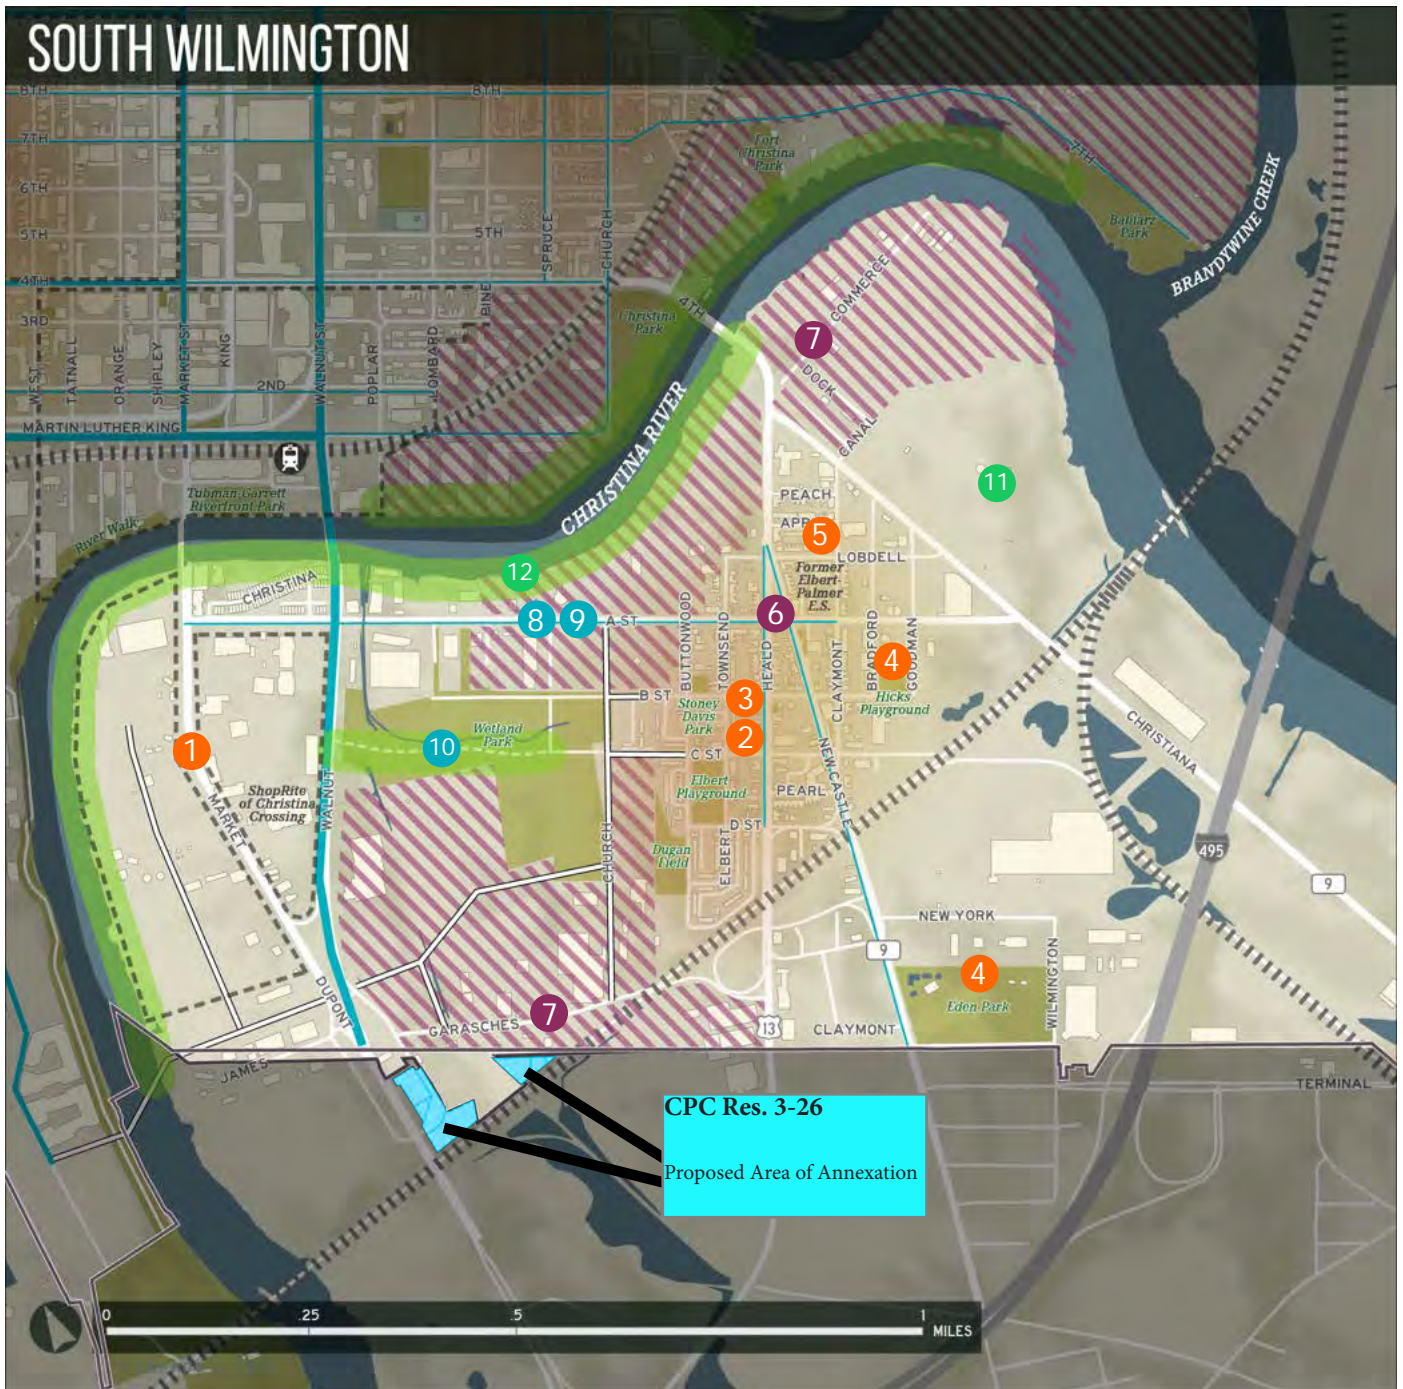 SOUTH WILMINGTON
8TH
8TH
7TH
Fort
Christina
Park
7TH
6TH
5TH
5TH
SPRUCE
CHURCH
Babiarz
Park
BRANDYWINE CREEK
4TH
3RD
PINE
Christina
Park
4TH
COMMERCE
7
DOCK
CANAL
WEST
TATNALL
ORANGE
SHIPLEY
MARKET ST
KING
2ND
WALNUT ST
POPLAR
LOMBARD
MARTIN LUTHER KING
CHRISTINA RIVER
Tubman-Garrett
Riverfront Park
River Walk
PEACH
11
5
LOBDELL
Former
Elbert-
Palmer
E.S.
12
CHRISTINA
8
9
A ST
6
BUTTONWOOD
TOWNSEND
HEALD
CLAYMONT
BRADFORD
GOODMAN
4
Hicks
Playground
B ST
Stoney
Davis
Park
3
2
C ST
Wetland
Park
10
1
ShopRite
of Christina
Crossing
MARKET
WALNUT
Elbert
Playground
PEARL
NEW CASTLE
CHRISTIANA
D ST
CHURCH
Dugan
Field
ELBERT
495
9
NEW YORK
9
4
Eden Park
WILMINGTON
DUPONT
7
GARASCHES
13
CLAYMONT
JAMES
TERMINAL
CPC Res. 3-26
Proposed Area of Annexation
0
.25
.5
1
MILES